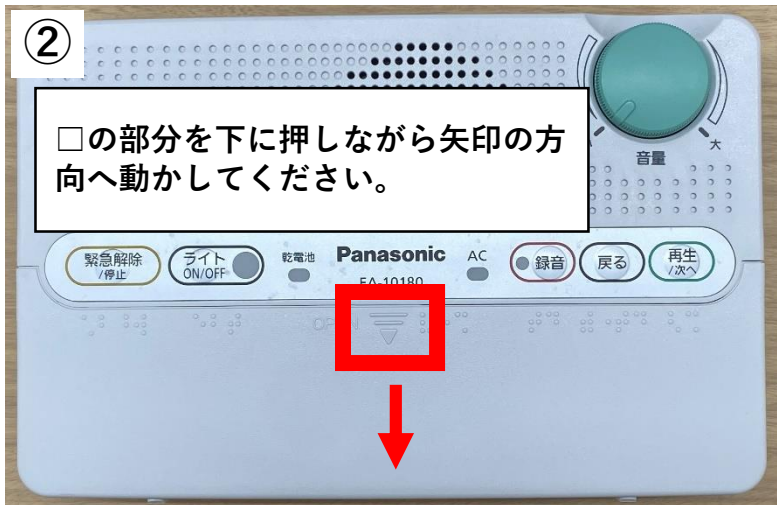 ②
□の部分を下に押しながら矢印の方
向へ動かしてください。
大
音量
緊急解除
/停止
ライト
ON/OFF
乾電池
Panasonic
EA-10180
AC
録音
戻る
再生
/次へ
OPEN